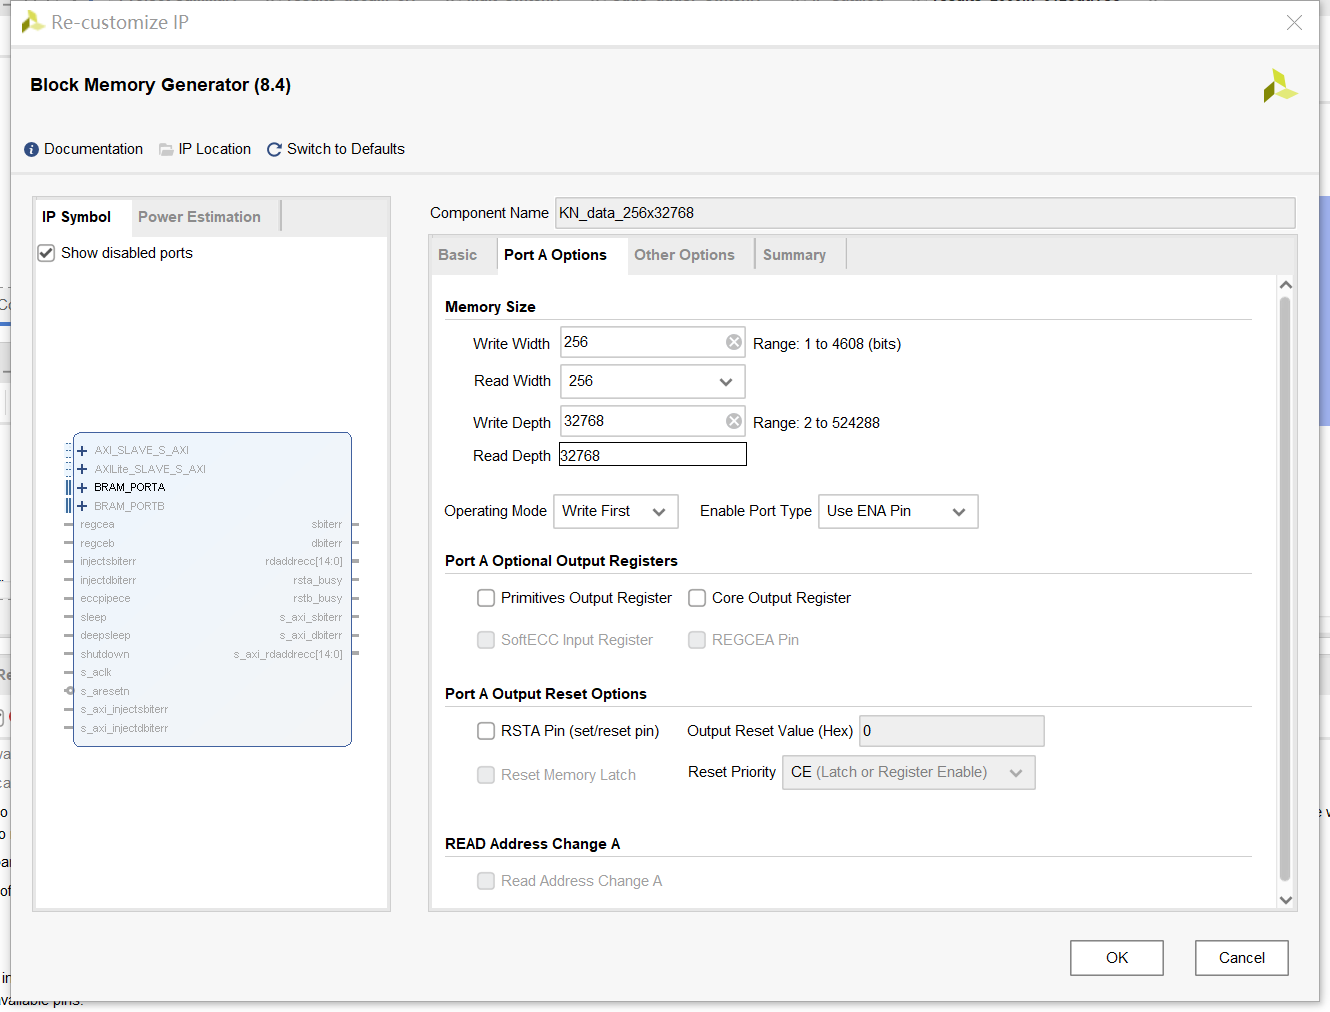 Re-customize IP
Block Memory Generator (8.4)
Documentation IP Location Switch to Defaults
IP Symbol Power Estimation
Show disabled ports
AXI_SLAVE_S_AXI
AXILite_SLAVE_S_AXI
BRAM_PORTA
BRAM_PORTB
regcea sbiterr
regceb dbiterr
injectsbiterr rdaddrecc[14:0]
injectdbiterr rsta_busy
eccpipece rstb_busy
sleep s_axi_sbiterr
deepsleep s_axi_dbiterr
shutdown s_axi_rdaddrecc[14:0]
s_aclk
s_aresetn
s_axi_injectsbiterr
s_axi_injectdbiterr
Component Name KN_data_256x32768
Basic Port A Options Other Options Summary
Memory Size
Write Width 256 Range: 1 to 4608 (bits)
Read Width 256
Write Depth 32768 Range: 2 to 524288
Read Depth 32768
Operating Mode Write First Enable Port Type Use ENA Pin
Port A Optional Output Registers
Primitives Output Register Core Output Register
SoftECC Input Register REGCEA Pin
Port A Output Reset Options
RSTA Pin (set/reset pin) Output Reset Value (Hex) 0
Reset Memory Latch Reset Priority CE (Latch or Register Enable)
READ Address Change A
Read Address Change A
OK Cancel